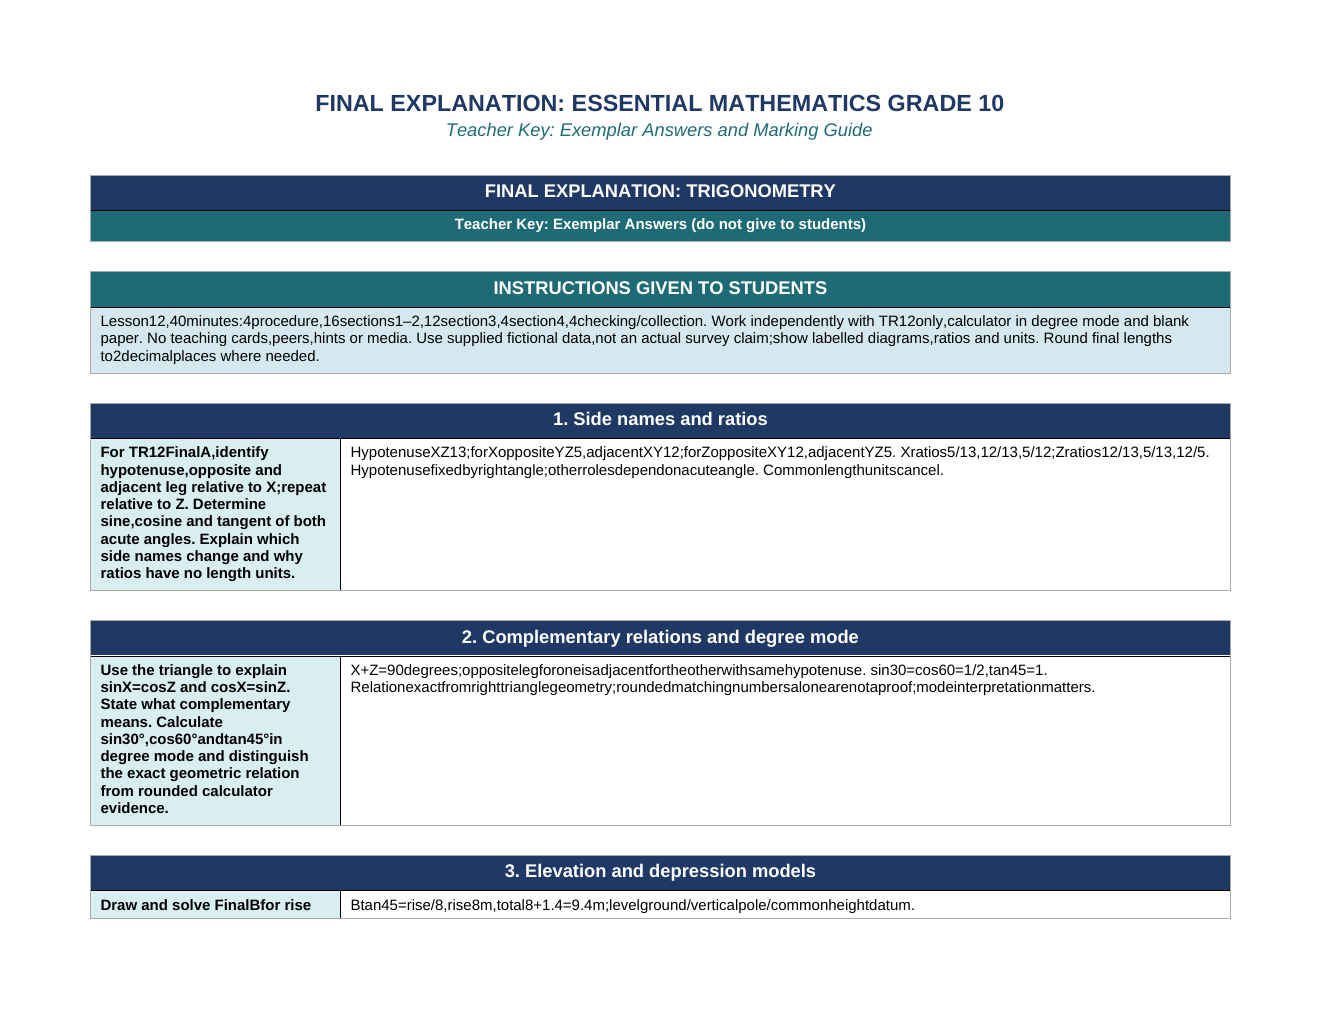 FINAL EXPLANATION: ESSENTIAL MATHEMATICS GRADE 10
Teacher Key: Exemplar Answers and Marking Guide
FINAL EXPLANATION: TRIGONOMETRY
Teacher Key: Exemplar Answers (do not give to students)
INSTRUCTIONS GIVEN TO STUDENTS
Lesson12,40minutes:4procedure,16sections1–2,12section3,4section4,4checking/collection. Work independently with TR12only,calculator in degree mode and blank
paper. No teaching cards,peers,hints or media. Use supplied fictional data,not an actual survey claim;show labelled diagrams,ratios and units. Round final lengths
to2decimalplaces where needed.
1. Side names and ratios
For TR12FinalA,identify
hypotenuse,opposite and
adjacent leg relative to X;repeat
relative to Z. Determine
sine,cosine and tangent of both
acute angles. Explain which
side names change and why
ratios have no length units.
HypotenuseXZ13;forXoppositeYZ5,adjacentXY12;forZoppositeXY12,adjacentYZ5. Xratios5/13,12/13,5/12;Zratios12/13,5/13,12/5.
Hypotenusefixedbyrightangle;otherrolesdependonacuteangle. Commonlengthunitscancel.
2. Complementary relations and degree mode
Use the triangle to explain
sinX=cosZ and cosX=sinZ.
State what complementary
means. Calculate
sin30°,cos60°andtan45°in
degree mode and distinguish
the exact geometric relation
from rounded calculator
evidence.
X+Z=90degrees;oppositelegforoneisadjacentfortheotherwithsamehypotenuse. sin30=cos60=1/2,tan45=1.
Relationexactfromrighttrianglegeometry;roundedmatchingnumbersalonearenotaproof;modeinterpretationmatters.
3. Elevation and depression models
Draw and solve FinalBfor rise
Btan45=rise/8,rise8m,total8+1.4=9.4m;levelground/verticalpole/commonheightdatum.